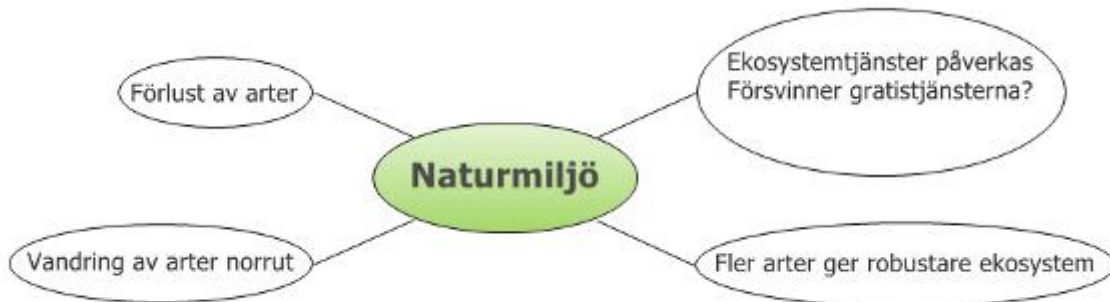 Förlust av arter
Ekosystemtjänster påverkas
Försvinner gratistjänsterna?
Naturmiljö
Vandring av arter norrut
Fler arter ger robustare ekosystem